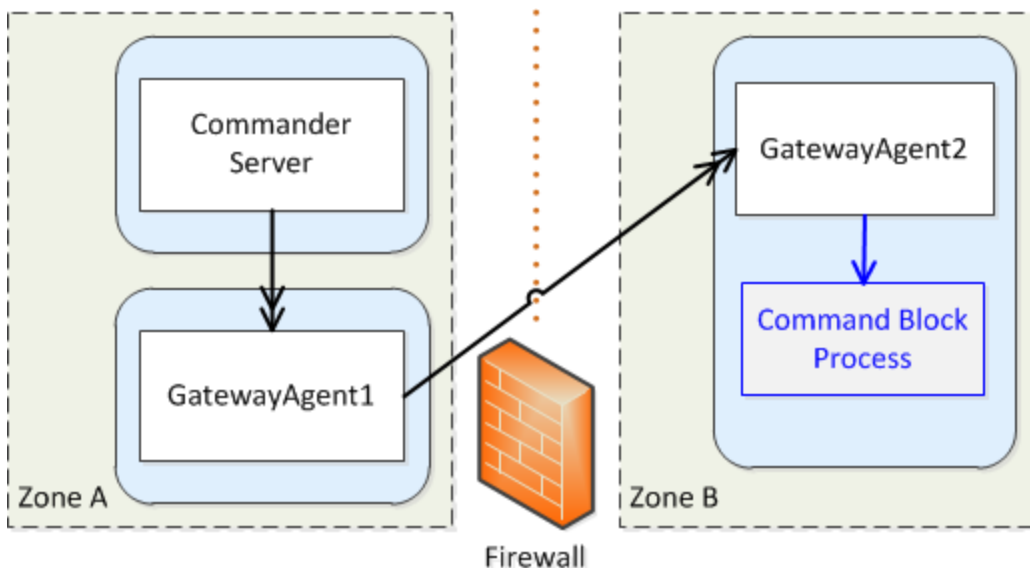 Commander
Server
GatewayAgent1
Zone A
Firewall
GatewayAgent2
Command Block
Process
Zone B